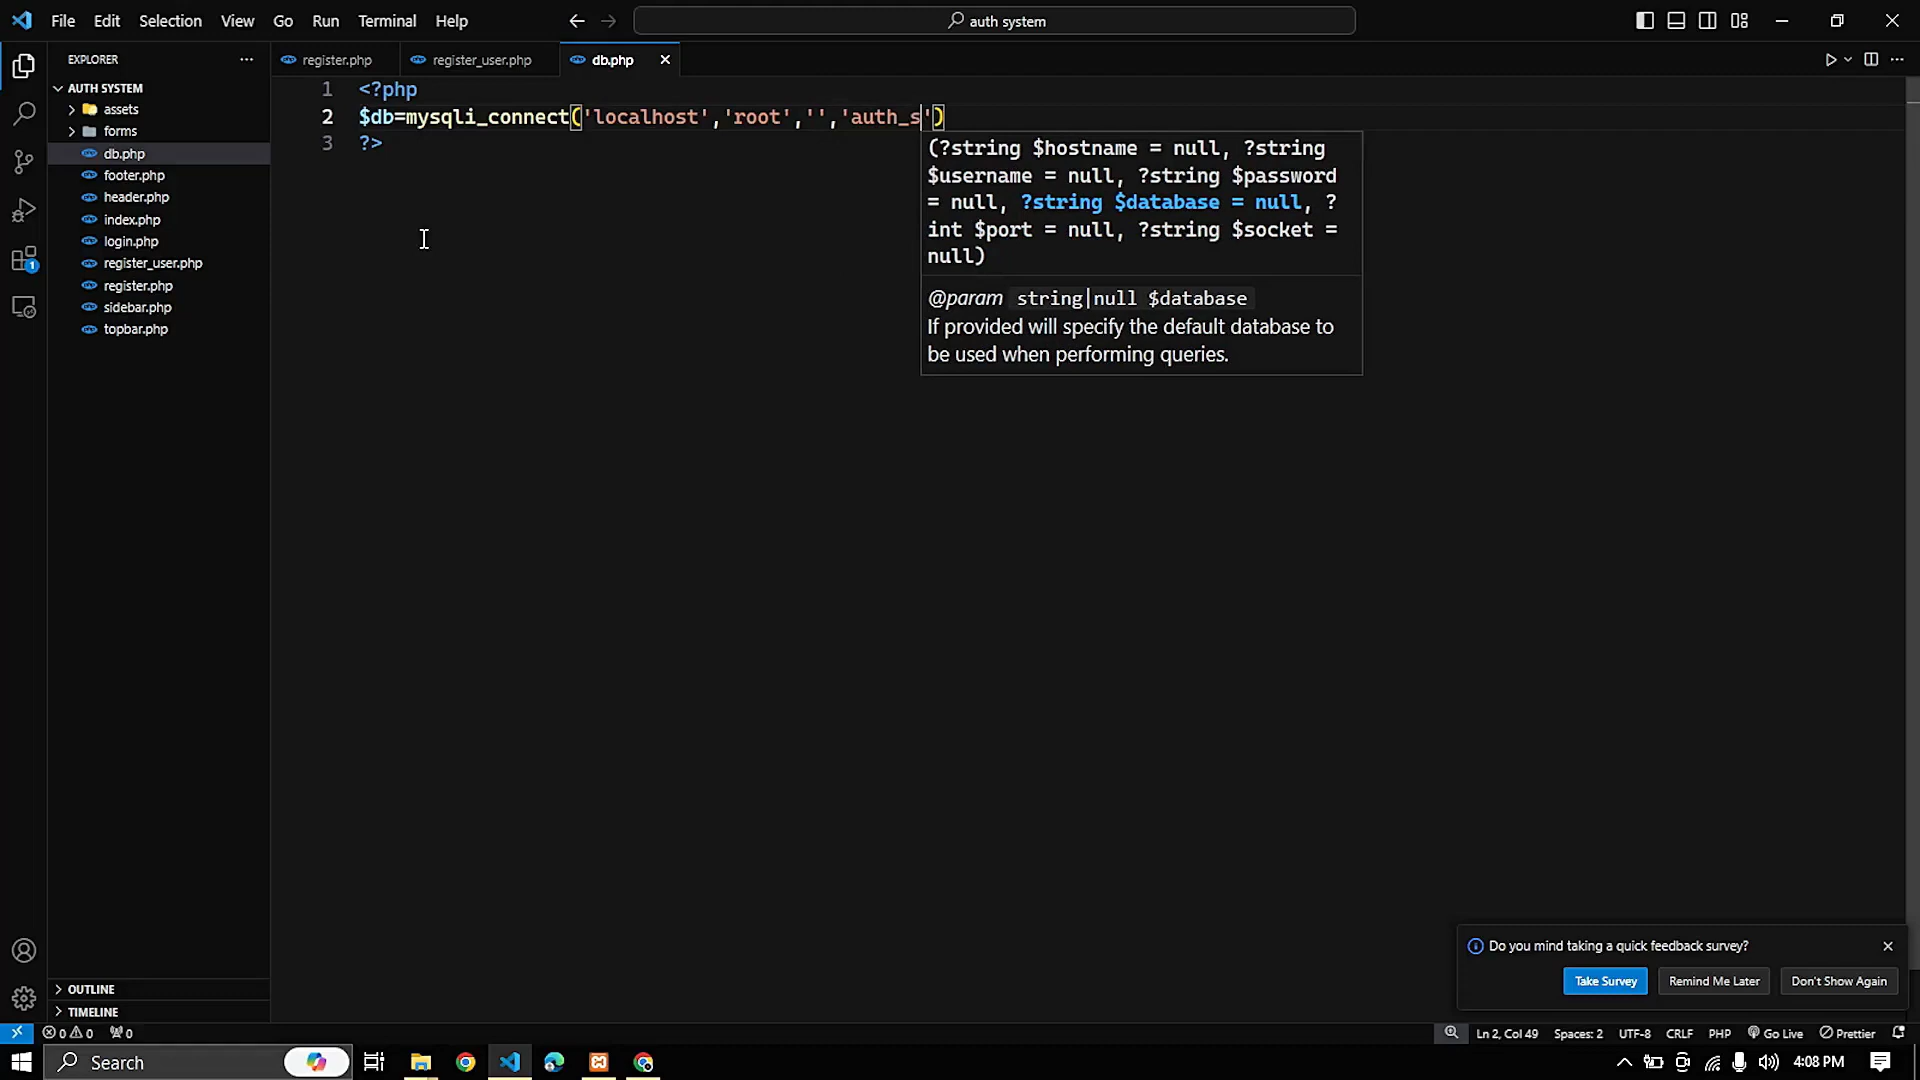 File Edit Selection View Go Run Terminal Help
auth system
EXPLORER
register.php
register_user.php
db.php
AUTH SYSTEM
assets
forms
db.php
footer.php
header.php
index.php
login.php
register_user.php
register.php
sidebar.php
topbar.php
1 <?php
2 $db=mysqli_connect('localhost','root','','auth_s')
3 ?>
(?string $hostname = null, ?string
$username = null, ?string $password
= null, ?string $database = null, ?
int $port = null, ?string $socket =
null)
@param string|null $database
If provided will specify the default database to
be used when performing queries.
1
Do you mind taking a quick feedback survey?
Take Survey
Remind Me Later
Don't Show Again
OUTLINE
TIMELINE
0 0 0
Ln 2, Col 49
Spaces: 2
UTF-8
CRLF
PHP
Go Live
Prettier
Search
4:08 PM